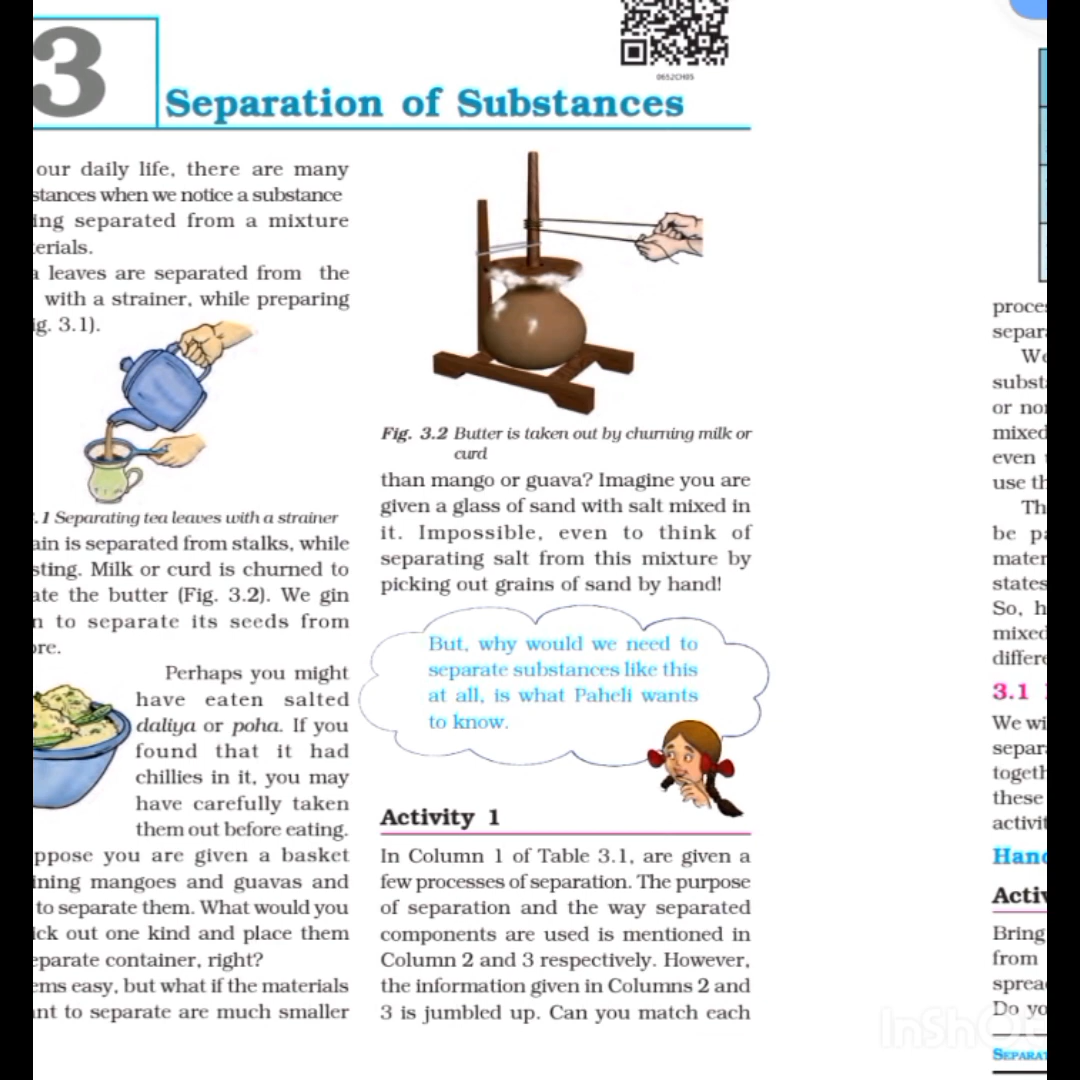 3
0652CH05
Separation of Substances
our daily life, there are many
stances when we notice a substance
ing separated from a mixture
erials.
a leaves are separated from the
with a strainer, while preparing
ig. 3.1).
.1 Separating tea leaves with a strainer
ain is separated from stalks, while
sting. Milk or curd is churned to
ate the butter (Fig. 3.2). We gin
n to separate its seeds from
ore.
Perhaps you might
have eaten salted
daliya or poha. If you
found that it had
chillies in it, you may
have carefully taken
them out before eating.
ppose you are given a basket
ining mangoes and guavas and
to separate them. What would you
ick out one kind and place them
eparate container, right?
ems easy, but what if the materials
nt to separate are much smaller
Fig. 3.2 Butter is taken out by churning milk or
curd
than mango or guava? Imagine you are
given a glass of sand with salt mixed in
it. Impossible, even to think of
separating salt from this mixture by
picking out grains of sand by hand!
But, why would we need to
separate substances like this
at all, is what Paheli wants
to know.
Activity 1
In Column 1 of Table 3.1, are given a
few processes of separation. The purpose
of separation and the way separated
components are used is mentioned in
Column 2 and 3 respectively. However,
the information given in Columns 2 and
3 is jumbled up. Can you match each
proces
separ
We
subst
or no
mixed
even
use th
Th
be pa
mater
states
So, h
mixed
differe
3.1
We wi
separ
togeth
these
activit
Hand
Activ
Bring
from
sprea
Do yo
SEPARAT
InShO